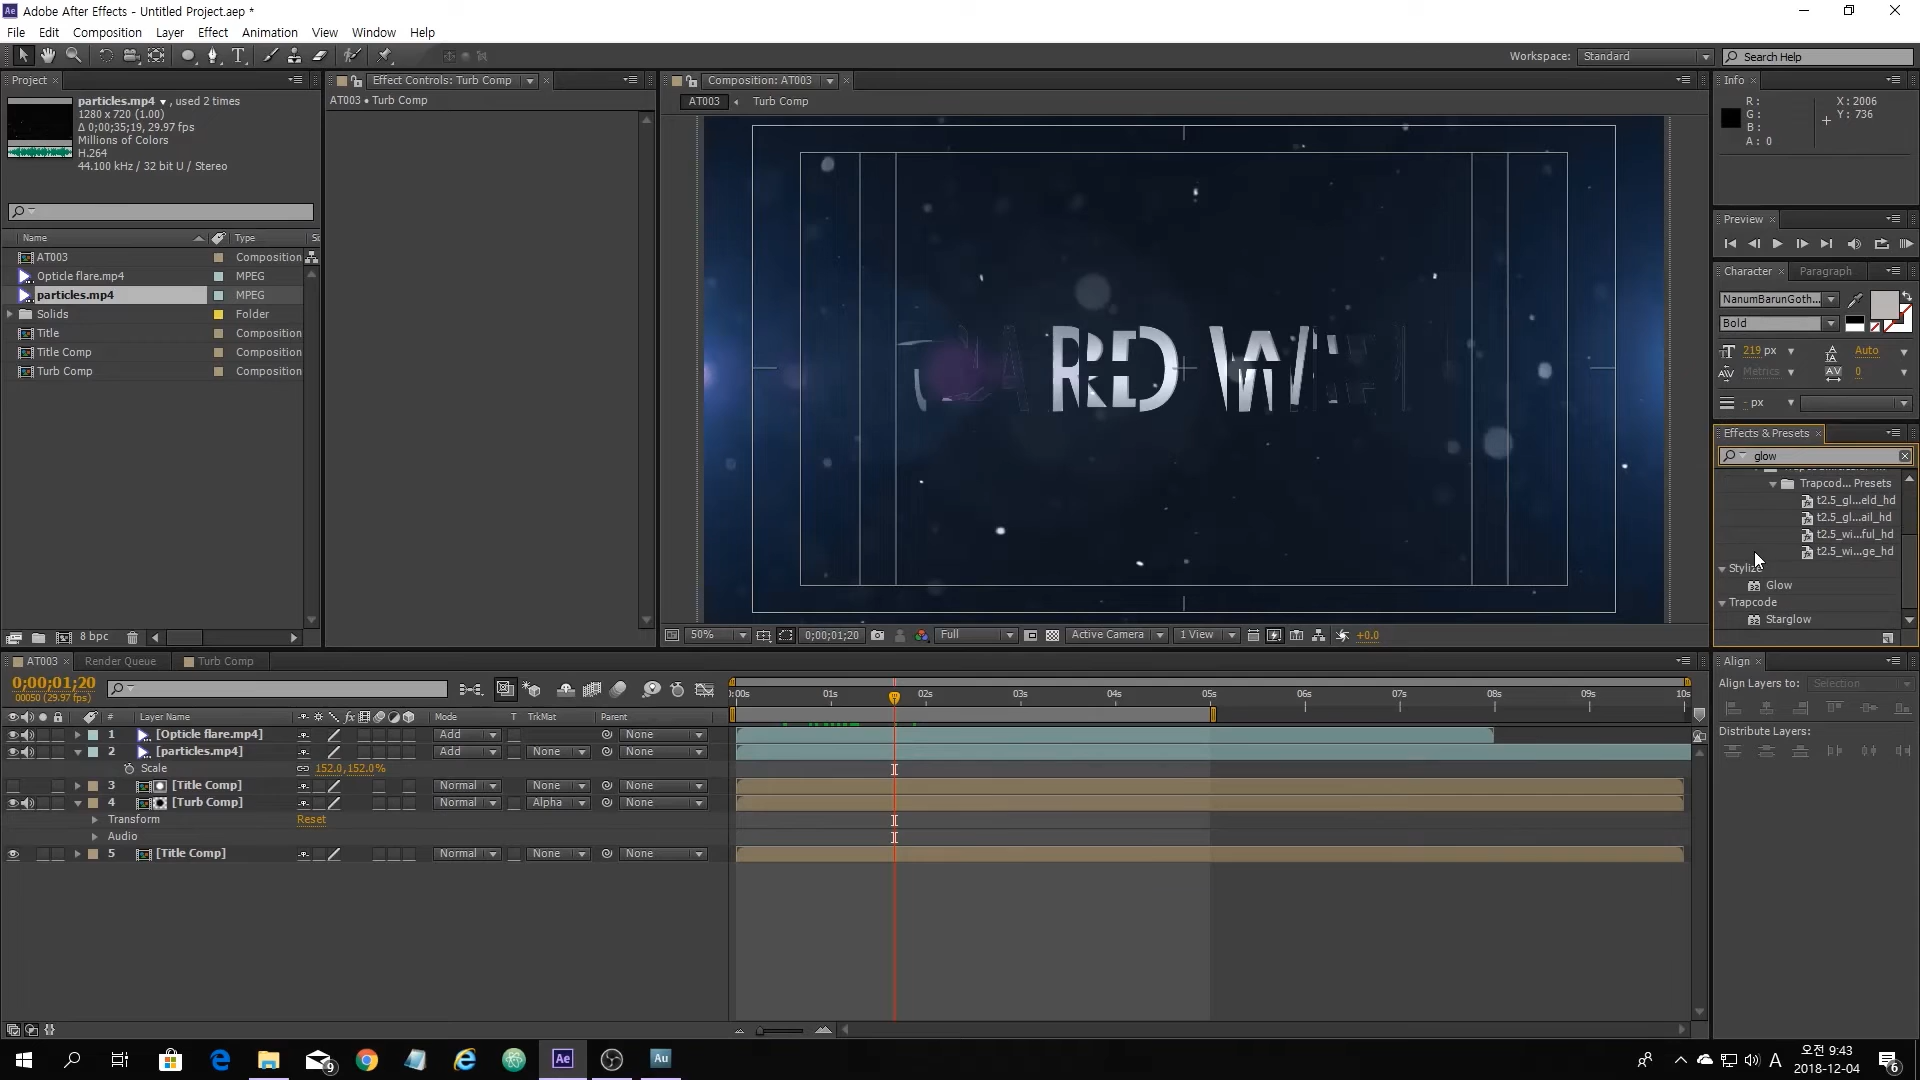 Adobe After Effects - Untitled Project.aep *
File Edit Composition Layer Effect Animation View Window Help
Workspace: Standard Search Help
Project
Effect Controls: Turb Comp
Composition: AT003
Info
particles.mp4 , used 2 times
1280 x 720 (1.00)
Δ 0;00;35;19, 29.97 fps
Millions of Colors
H.264
44.100 kHz / 32 bit U / Stereo
AT003 • Turb Comp
AT003 Turb Comp
R :
G :
B :
A : 0
X : 2006
Y : 736
Name Type
AT003 Composition
Opticle flare.mp4 MPEG
particles.mp4 MPEG
Solids Folder
Title Composition
Title Comp Composition
Turb Comp Composition
8 bpc
RD W
Preview
Character Paragraph
NanumBarunGoth...
Bold
219 px Auto
Metrics 0
- px
Effects & Presets
glow
Trapcod... Presets
t2.5_gl...eld_hd
t2.5_gl...ail_hd
t2.5_wi...ful_hd
t2.5_wi...ge_hd
Stylize
Glow
Trapcode
Starglow
50% 0;00;01;20 Full Active Camera 1 View +0.0
AT003 Render Queue Turb Comp
0;00;01;20
00050 (29.97 fps)
:00s 01s 02s 03s 04s 05s 06s 07s 08s 09s 10s
# Layer Name Mode T TrkMat Parent
1 [Opticle flare.mp4] Add None
2 [particles.mp4] Add None None
Scale 152.0,152.0%
3 [Title Comp] Normal None None
4 [Turb Comp] Normal Alpha None
Transform Reset
Audio
5 [Title Comp] Normal None None
Align
Align Layers to: Selection
Distribute Layers:
9
Ae
Au
A
오전 9:43
2018-12-04
6